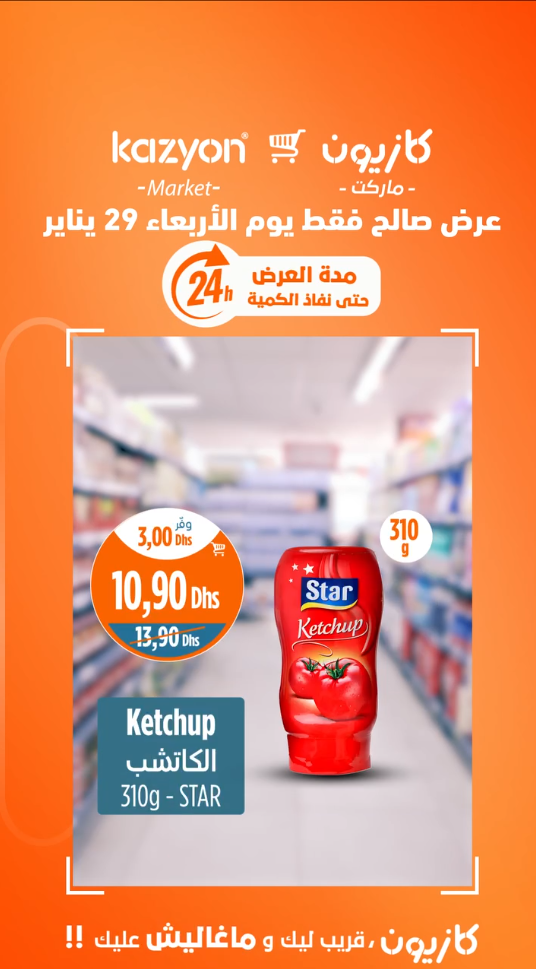 kazyon® كازيون
-Market- - ماركت -
عرض صالح فقط يوم الأربعاء 29 يناير
24h
مدة العرض
حتى نفاذ الكمية
310
g
وفّر
3,00 Dhs
10,90 Dhs
13,90 Dhs
Star
Ketchup
Ketchup
الكاتشب
310g - STAR
كازيون، قريب ليك و ماغاليش عليك !!